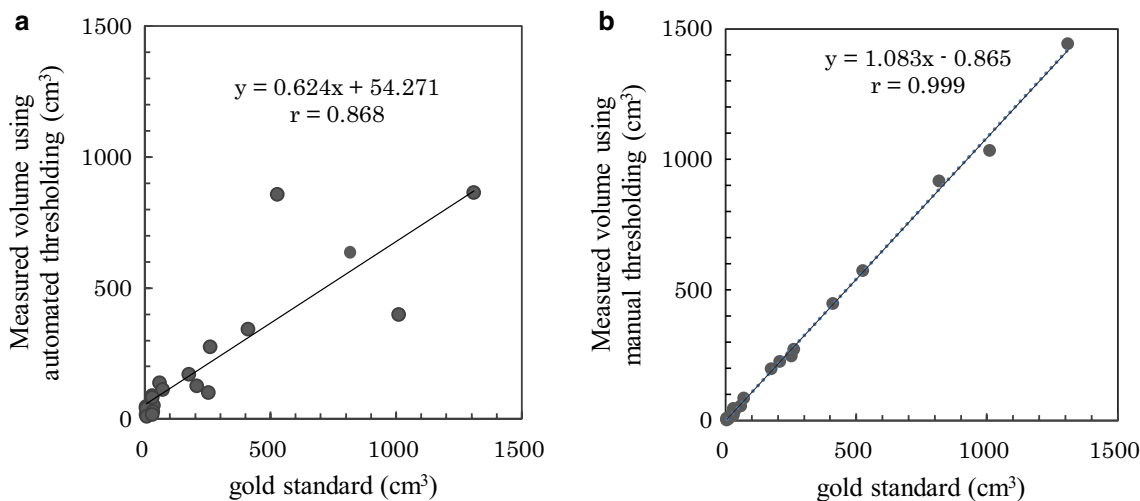 a
1500
1000
500
0
y = 0.624x + 54.271
r = 0.868
Measured volume using
automated thresholding (cm³)
0 500 1000 1500
gold standard (cm³)
b
1500
1000
500
0
y = 1.083x - 0.865
r = 0.999
Measured volume using
manual thresholding (cm³)
0 500 1000 1500
gold standard (cm³)